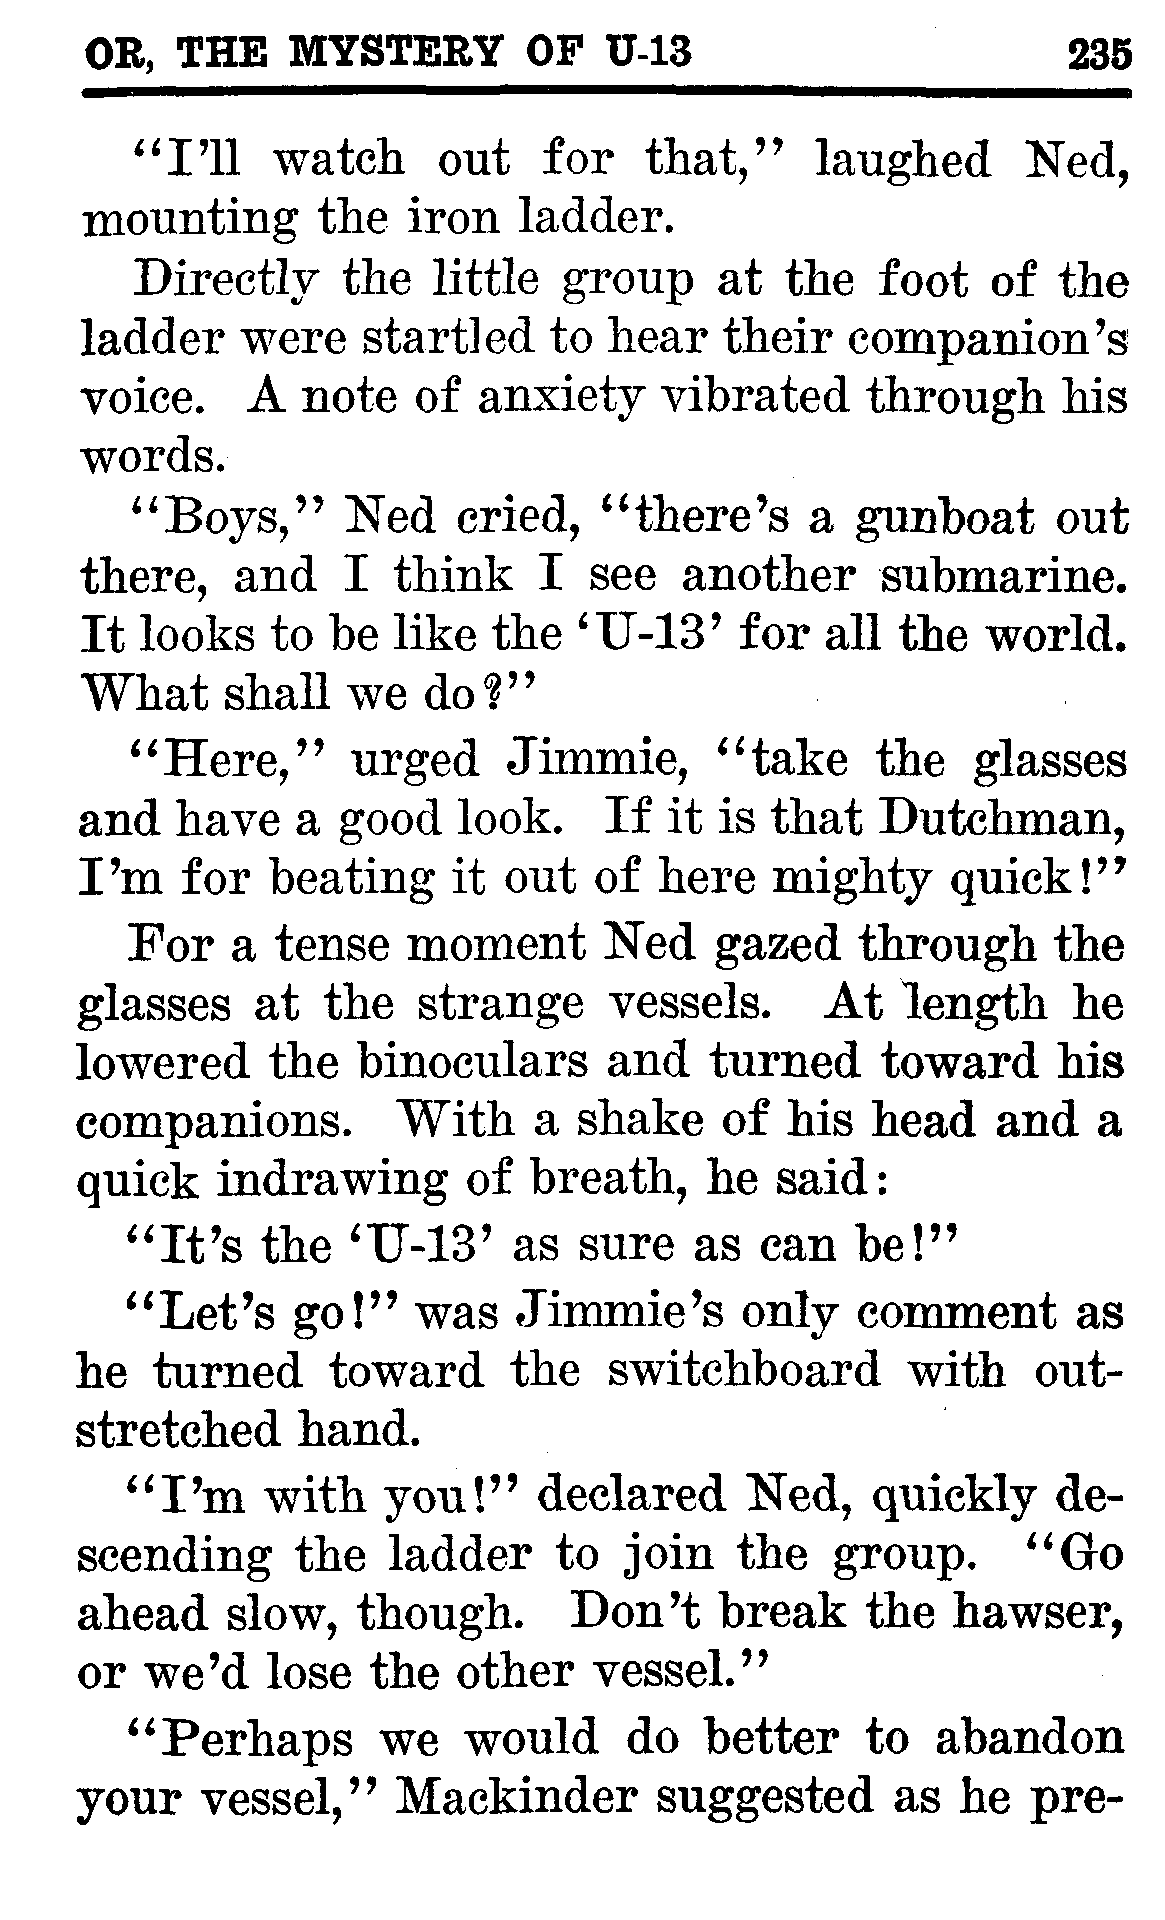 OR, THE MYSTERY OF U-13 235
“I’ll watch out for that,” laughed Ned,
mounting the iron ladder.
Directly the little group at the foot of the
ladder were startled to hear their companion’s
voice. A note of anxiety vibrated through his
words.
“Boys,” Ned cried, “there’s a gunboat out
there, and I think I see another submarine.
It looks to be like the ‘U-13’ for all the world.
What shall we do?”
“Here,” urged Jimmie, “take the glasses
and have a good look. If it is that Dutchman,
I’m for beating it out of here mighty quick!”
For a tense moment Ned gazed through the
glasses at the strange vessels. At length he
lowered the binoculars and turned toward his
companions. With a shake of his head and a
quick indrawing of breath, he said:
“It’s the ‘U-13’ as sure as can be!”
“Let’s go!” was Jimmie’s only comment as
he turned toward the switchboard with out-
stretched hand.
“I’m with you!” declared Ned, quickly de-
scending the ladder to join the group. “Go
ahead slow, though. Don’t break the hawser,
or we’d lose the other vessel.”
“Perhaps we would do better to abandon
your vessel,” Mackinder suggested as he pre-